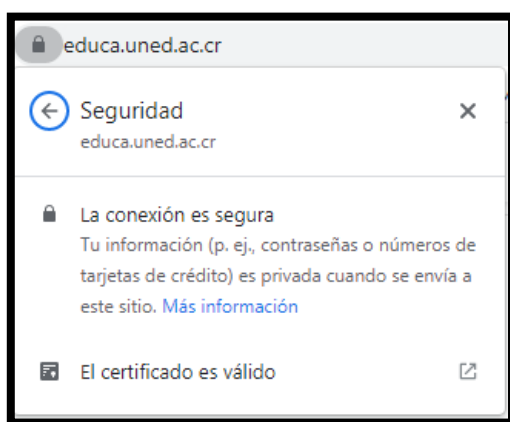 educa.uned.ac.cr
Seguridad
educa.uned.ac.cr
La conexión es segura
Tu información (p. ej., contraseñas o números de
tarjetas de crédito) es privada cuando se envía a
este sitio. Más información
El certificado es válido